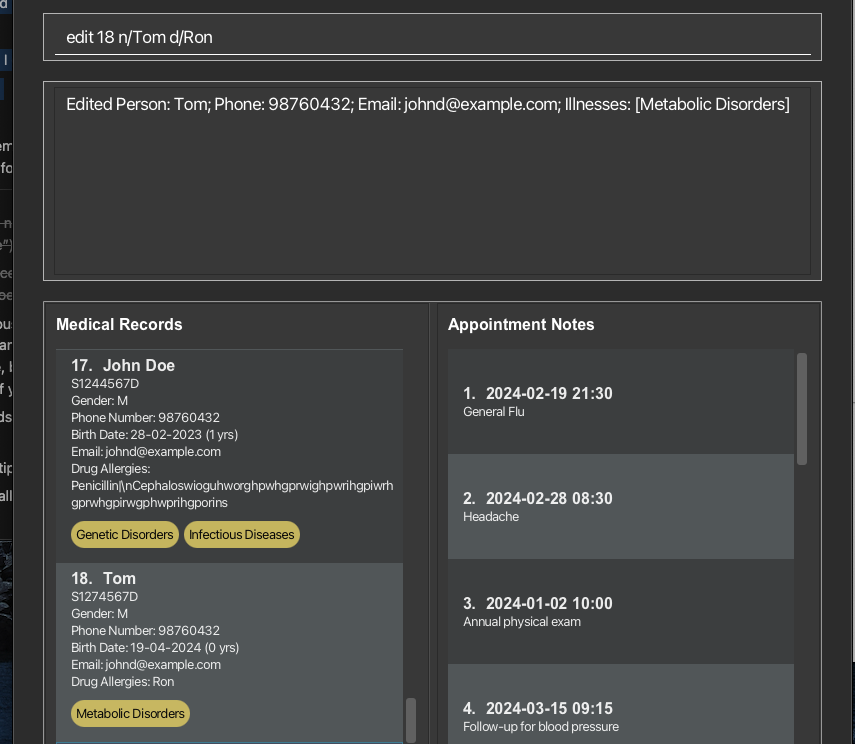 edit 18 n/Tom d/Ron
Edited Person: Tom; Phone: 98760432; Email: johnd@example.com; Illnesses: [Metabolic Disorders]
Medical Records
17. John Doe
S1244567D
Gender: M
Phone Number: 98760432
Birth Date: 28-02-2023 (1 yrs)
Email: johnd@example.com
Drug Allergies:
Penicillin|\nCephaloswioguhworghpwhgprwighpwrihgpiwrh
gprwhgpirwgphwprihgporins
Genetic Disorders Infectious Diseases
18. Tom
S1274567D
Gender: M
Phone Number: 98760432
Birth Date: 19-04-2024 (0 yrs)
Email: johnd@example.com
Drug Allergies: Ron
Metabolic Disorders
Appointment Notes
1. 2024-02-19 21:30
General Flu
2. 2024-02-28 08:30
Headache
3. 2024-01-02 10:00
Annual physical exam
4. 2024-03-15 09:15
Follow-up for blood pressure